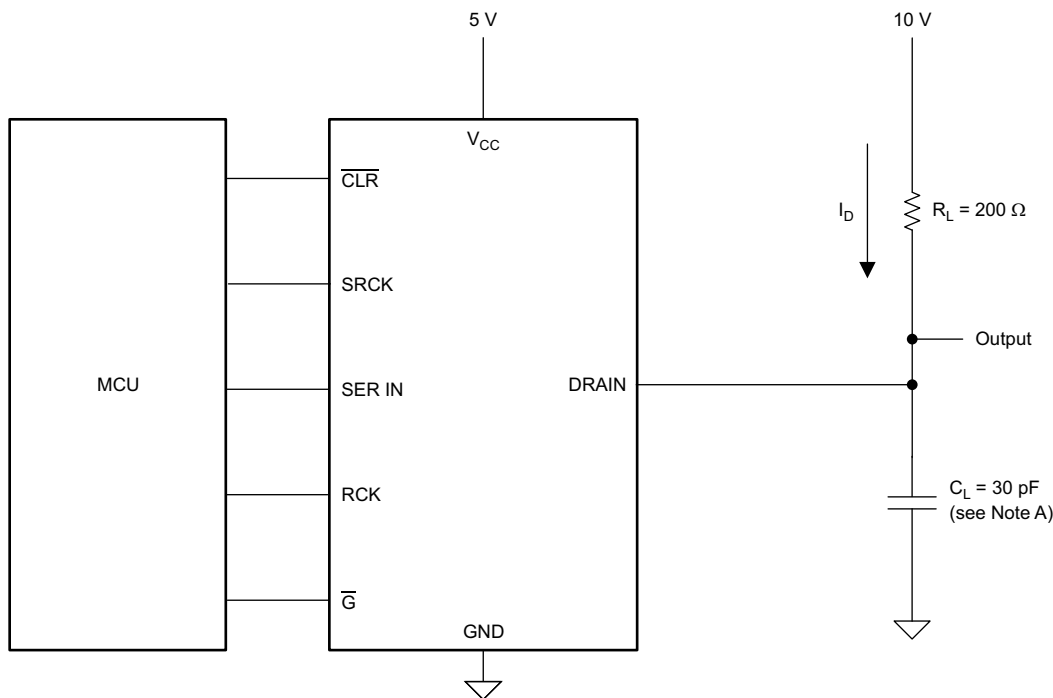 5 V
10 V
V_CC
C̅L̅R̅
I_D
R_L = 200 Ω
SRCK
Output
MCU
SER IN
DRAIN
RCK
C_L = 30 pF
(see Note A)
G̅
GND